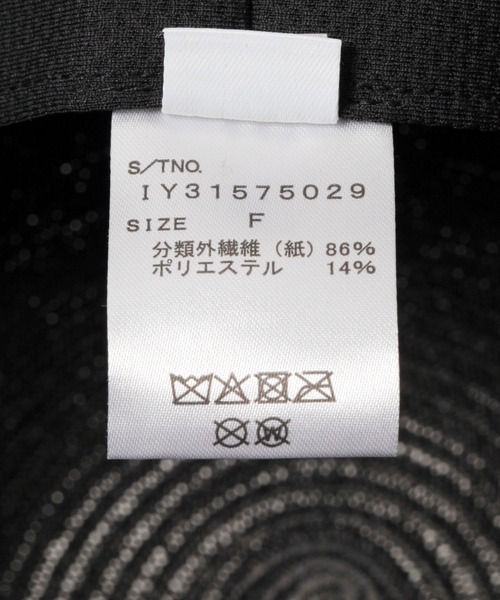 S/TNO.
IY31575029
SIZE F
分類外繊維（紙）86%
ポリエステル 14%
W